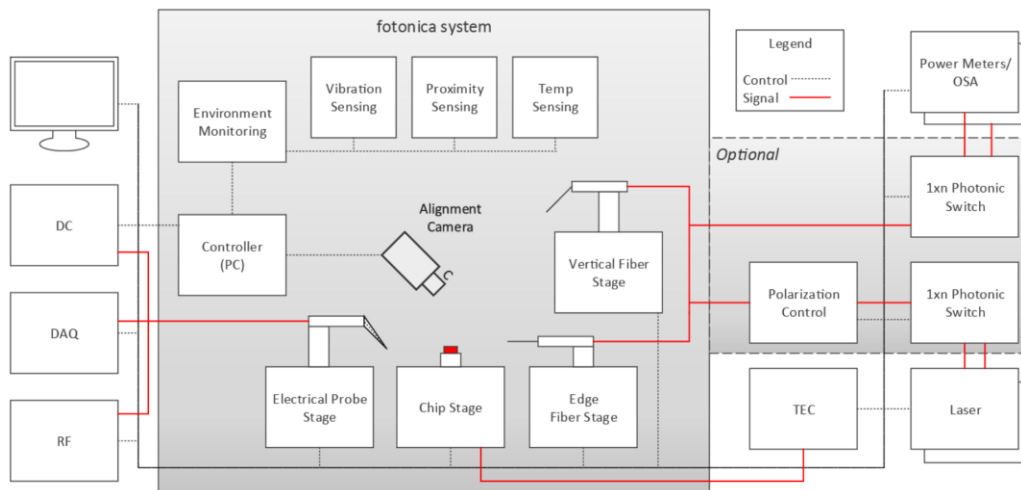 fotonica system
Legend
Control
Signal
Power Meters/
OSA
Vibration
Sensing
Proximity
Sensing
Temp
Sensing
Environment
Monitoring
Optional
1xn Photonic
Switch
DC
Controller
(PC)
Alignment
Camera
Vertical Fiber
Stage
Polarization
Control
1xn Photonic
Switch
DAQ
Electrical Probe
Stage
Chip Stage
Edge
Fiber Stage
TEC
Laser
RF